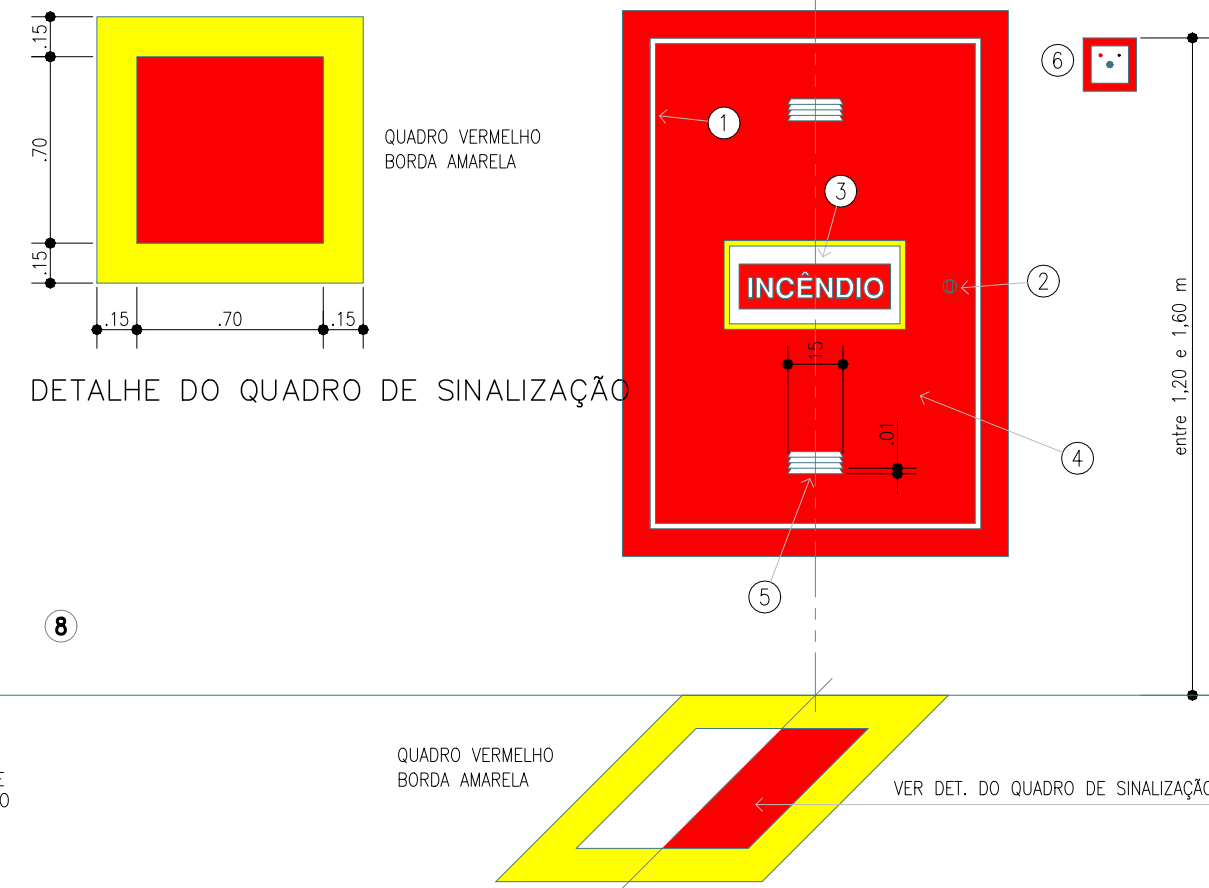 .15
.70
.15
.15
.70
.15
QUADRO VERMELHO
BORDA AMARELA
DETALHE DO QUADRO DE SINALIZAÇÃO
1
3
INCÊNDIO
2
.15
.01
4
5
6
entre 1,20 e 1,60 m
8
QUADRO VERMELHO
BORDA AMARELA
VER DET. DO QUADRO DE SINALIZAÇÃO
E
O